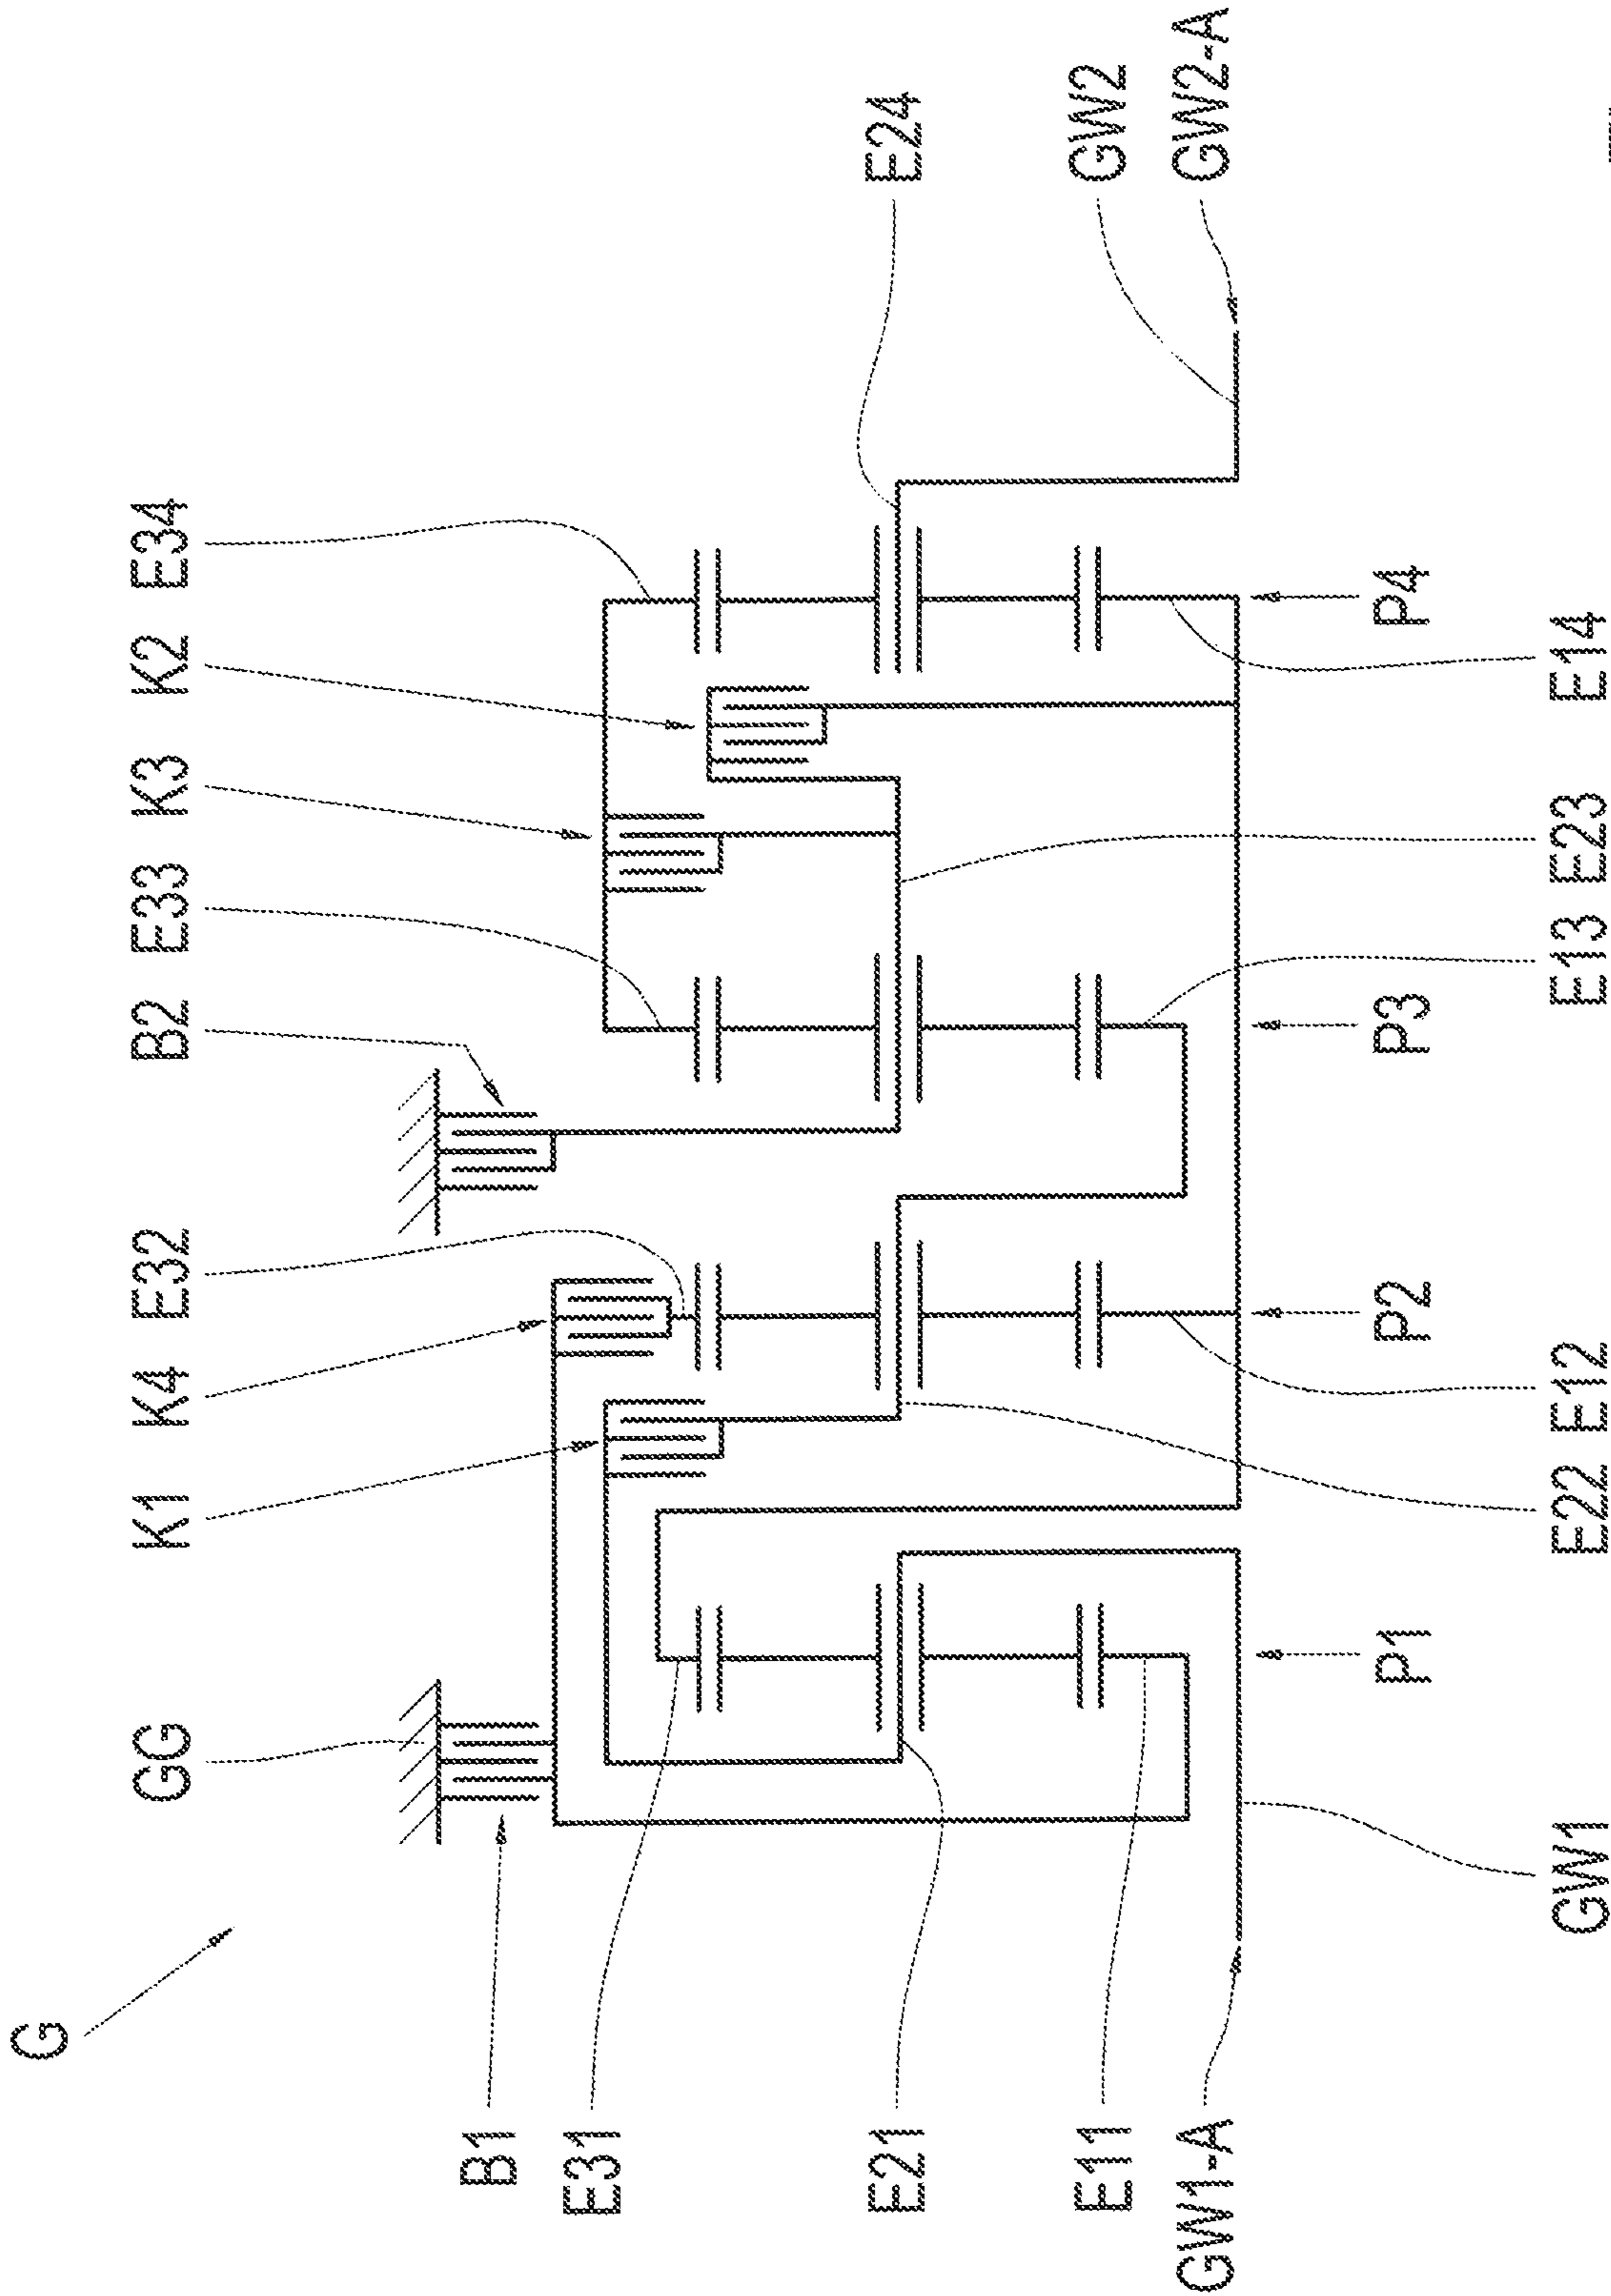 G
GG K1 K4 E32 B2 E33 K3 K2 E34
B1
E31
E21 E24
E11 GW2
GW1-A GW2-A
P1 P2 P3 P4
GW1 E22 E12 E13 E23 E14